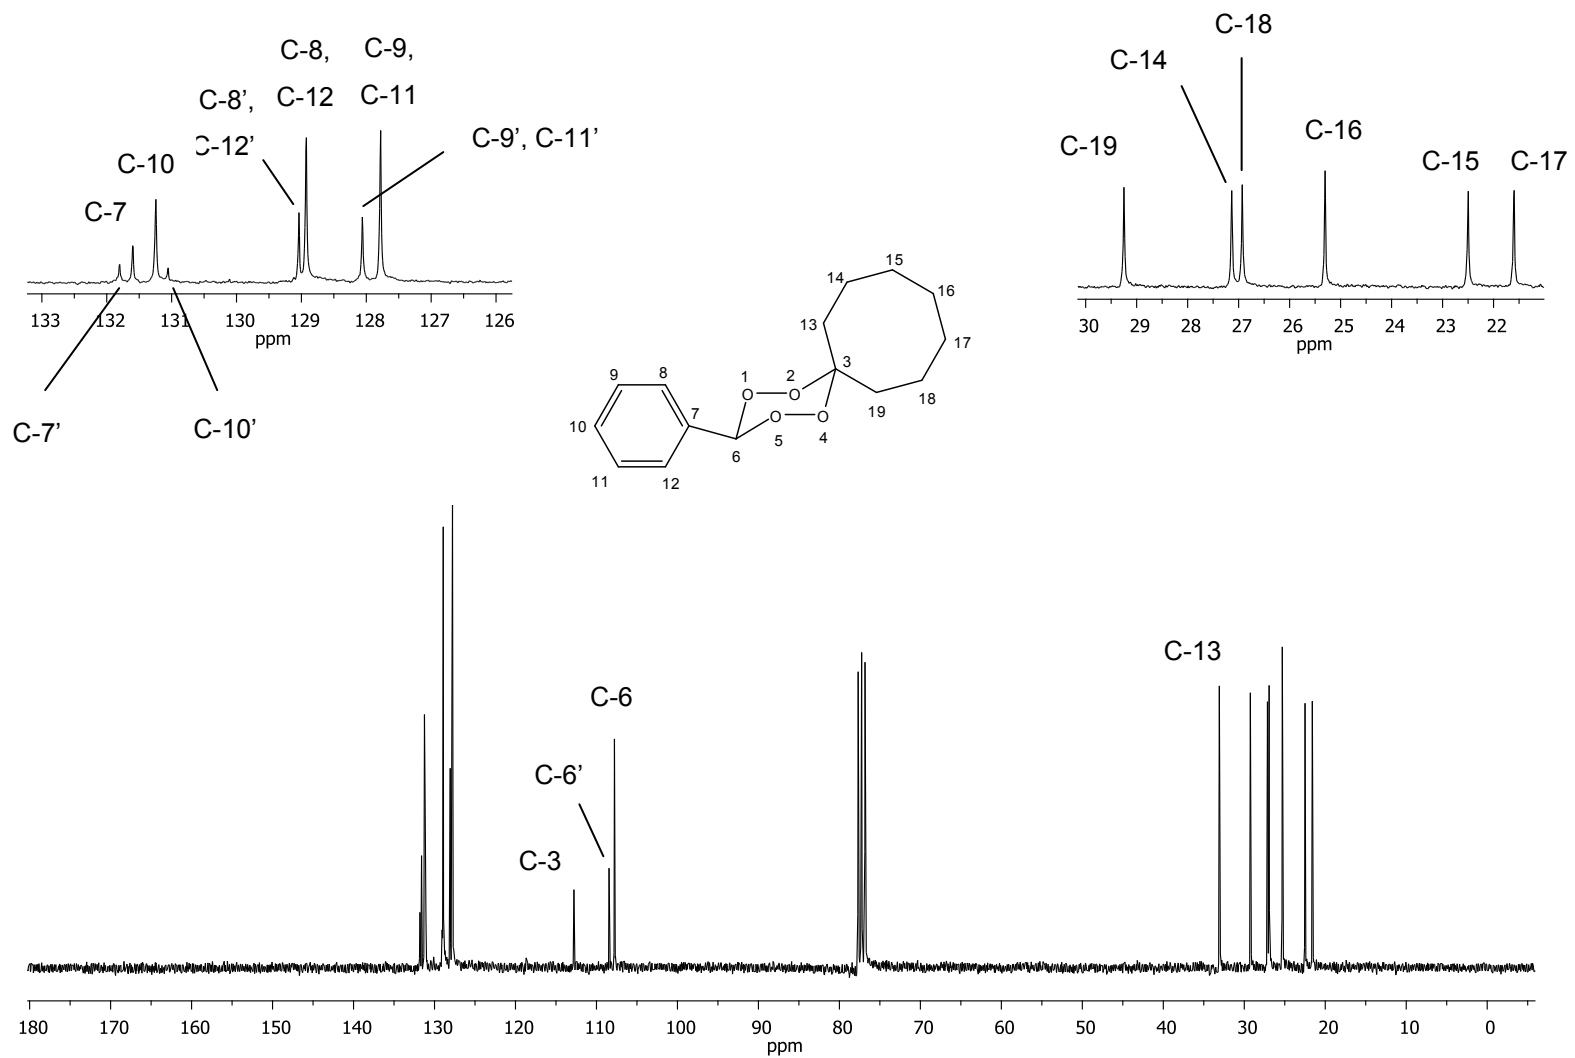 C-8,
C-9,
C-8’,
C-12
C-11
C-12’
C-9’, C-11’
C-10
C-7
133 132 131 130 129 128 127 126
ppm
C-7’
C-10’
C-18
C-14
C-19
C-16
C-15
C-17
30 29 28 27 26 25 24 23 22
ppm
15
14
16
13
17
3
1
2
O
O
19
18
9
8
7
10
O
O
5
4
6
11
12
C-13
C-6
C-6’
C-3
180 170 160 150 140 130 120 110 100 90 80 70 60 50 40 30 20 10 0
ppm